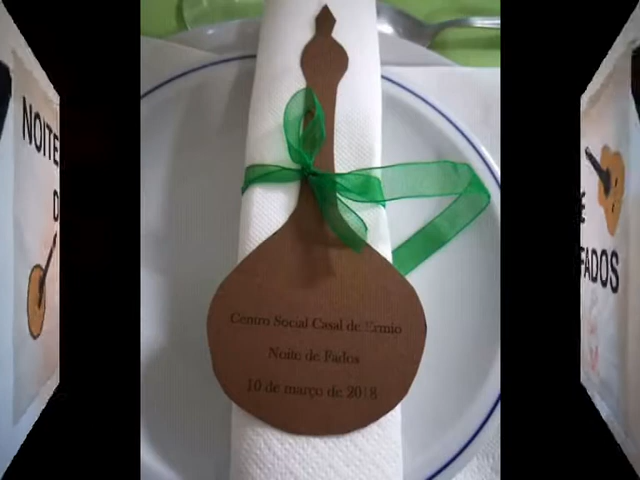 NOITE
D
Centro Social Casal de Ermio
Noite de Fados
10 de março de 2018
E
FADOS